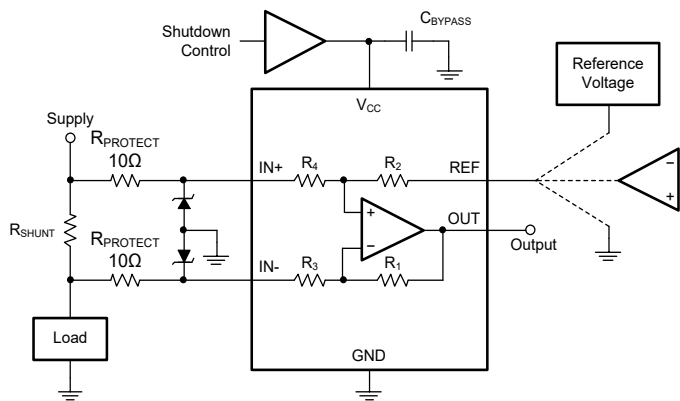 Shutdown
Control
CBYPASS
Reference
Voltage
VCC
Supply
RPROTECT
10Ω
IN+
R4
R2
REF
+
−
−
+
OUT
Output
RSHUNT
RPROTECT
10Ω
IN-
R3
R1
Load
GND